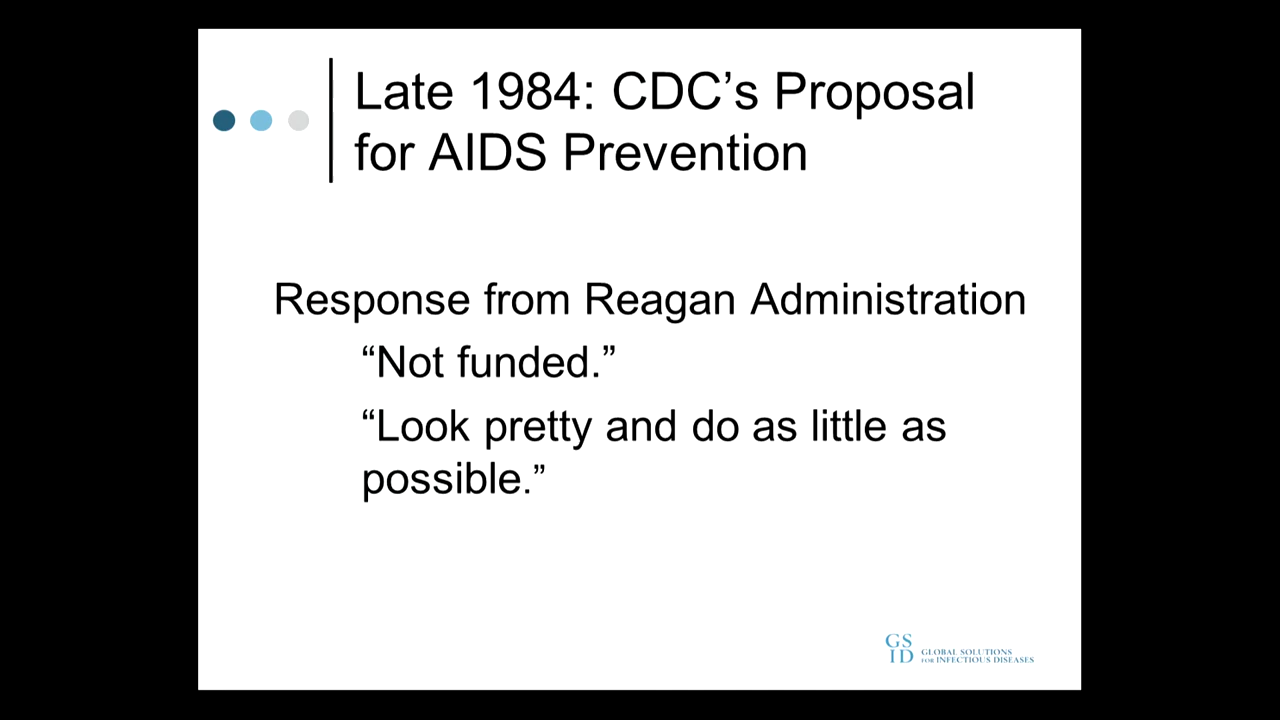 Late 1984: CDC’s Proposal
for AIDS Prevention
Response from Reagan Administration
“Not funded.”
“Look pretty and do as little as
possible.”
GS
ID
GLOBAL SOLUTIONS
FOR INFECTIOUS DISEASES